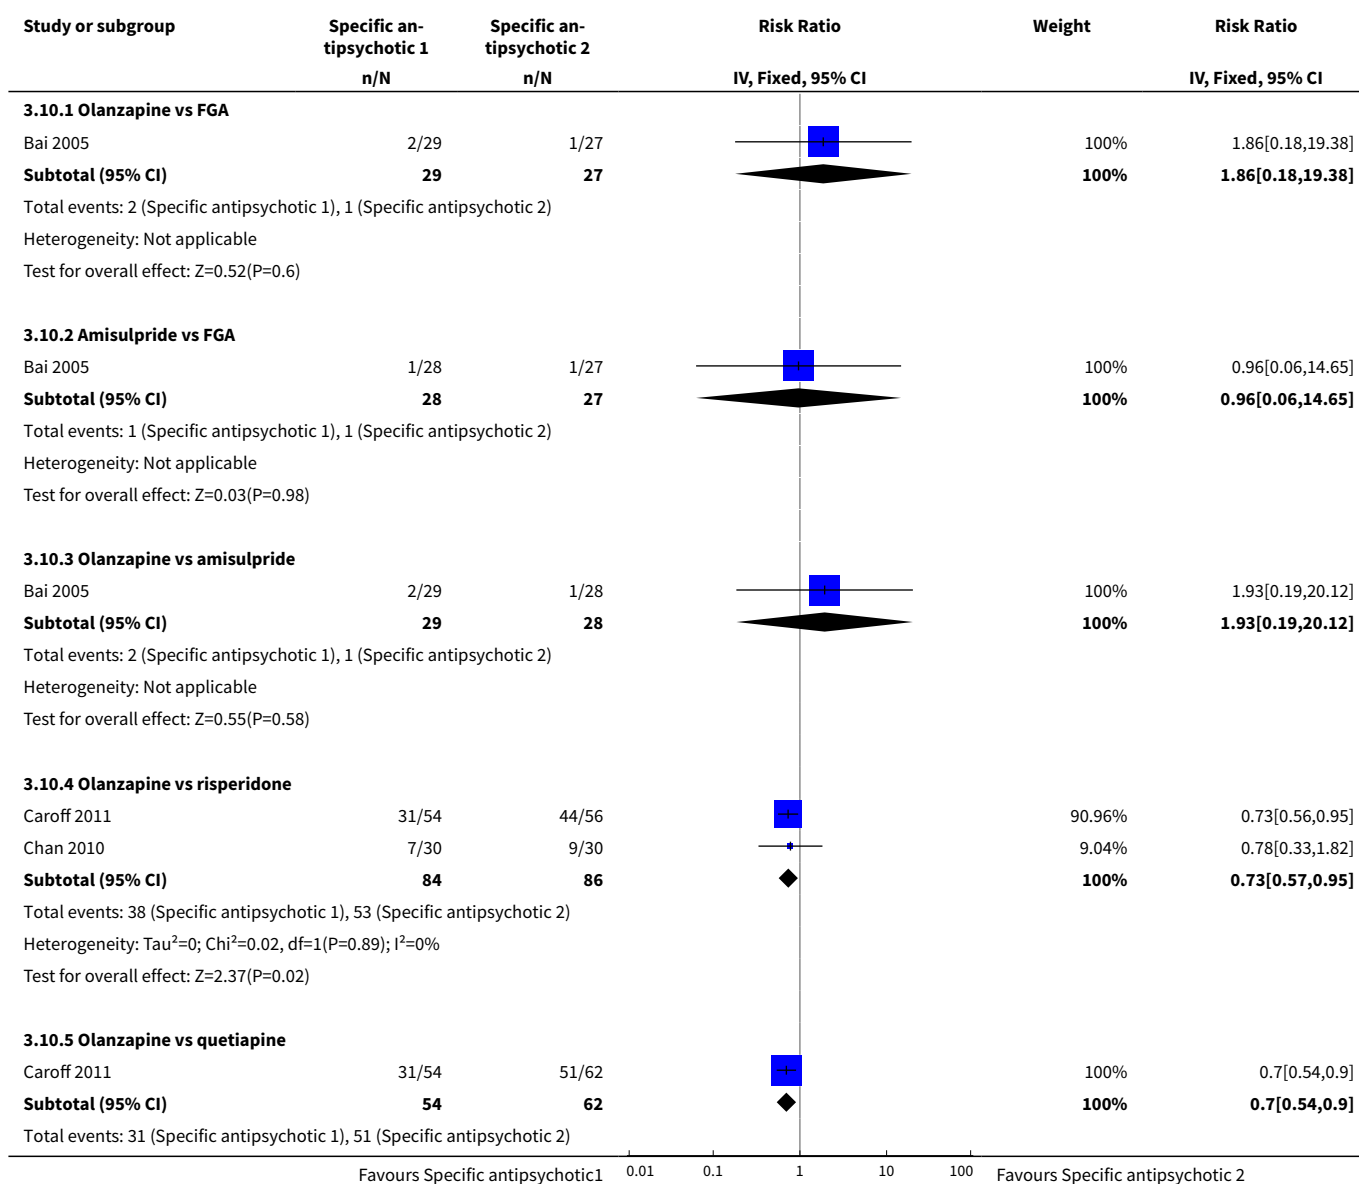 Study or subgroup Specific an- Specific an- Risk Ratio Weight Risk Ratio
tipsychotic 1 tipsychotic 2
n/N n/N IV, Fixed, 95% CI IV, Fixed, 95% CI
3.10.1 Olanzapine vs FGA
Bai 2005 2/29 1/27 100% 1.86[0.18,19.38]
Subtotal (95% CI) 29 27 100% 1.86[0.18,19.38]
Total events: 2 (Specific antipsychotic 1), 1 (Specific antipsychotic 2)
Heterogeneity: Not applicable
Test for overall effect: Z=0.52(P=0.6)
3.10.2 Amisulpride vs FGA
Bai 2005 1/28 1/27 100% 0.96[0.06,14.65]
Subtotal (95% CI) 28 27 100% 0.96[0.06,14.65]
Total events: 1 (Specific antipsychotic 1), 1 (Specific antipsychotic 2)
Heterogeneity: Not applicable
Test for overall effect: Z=0.03(P=0.98)
3.10.3 Olanzapine vs amisulpride
Bai 2005 2/29 1/28 100% 1.93[0.19,20.12]
Subtotal (95% CI) 29 28 100% 1.93[0.19,20.12]
Total events: 2 (Specific antipsychotic 1), 1 (Specific antipsychotic 2)
Heterogeneity: Not applicable
Test for overall effect: Z=0.55(P=0.58)
3.10.4 Olanzapine vs risperidone
Caroff 2011 31/54 44/56 90.96% 0.73[0.56,0.95]
Chan 2010 7/30 9/30 9.04% 0.78[0.33,1.82]
Subtotal (95% CI) 84 86 100% 0.73[0.57,0.95]
Total events: 38 (Specific antipsychotic 1), 53 (Specific antipsychotic 2)
Heterogeneity: Tau²=0; Chi²=0.02, df=1(P=0.89); I²=0%
Test for overall effect: Z=2.37(P=0.02)
3.10.5 Olanzapine vs quetiapine
Caroff 2011 31/54 51/62 100% 0.7[0.54,0.9]
Subtotal (95% CI) 54 62 100% 0.7[0.54,0.9]
Total events: 31 (Specific antipsychotic 1), 51 (Specific antipsychotic 2)
Favours Specific antipsychotic1 0.01 0.1 1 10 100 Favours Specific antipsychotic 2